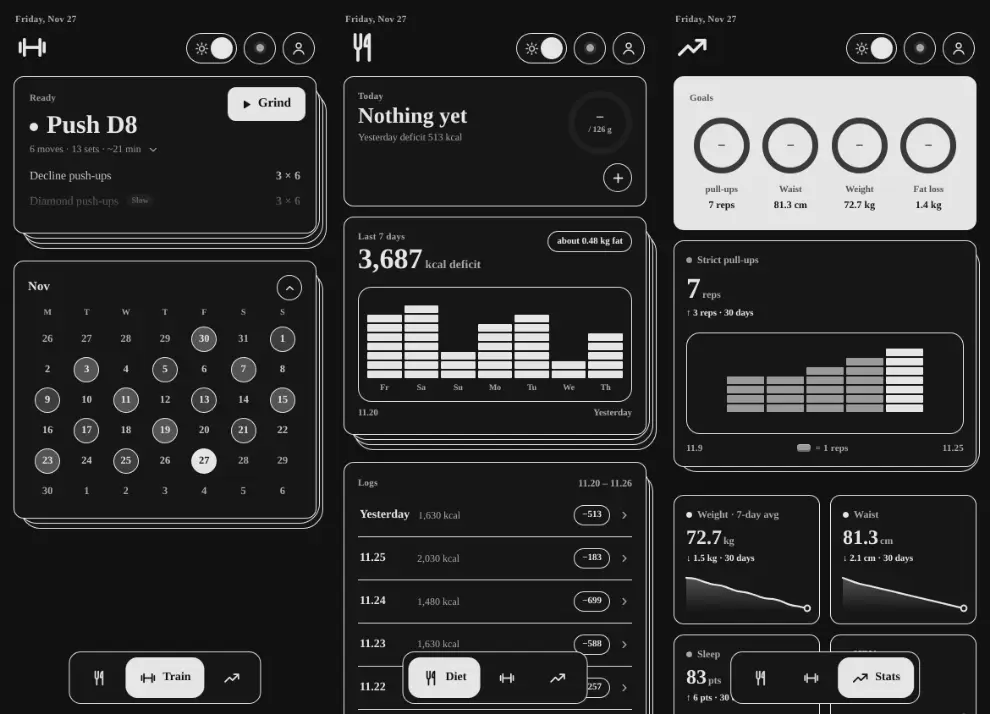 Friday, Nov 27
Ready
Grind
Push D8
6 moves · 13 sets · ~21 min
Decline push-ups 3 × 6
Diamond push-ups Slow 3 × 6
Nov
M T W T F S S
26 27 28 29 30 31 1
2 3 4 5 6 7 8
9 10 11 12 13 14 15
16 17 18 19 20 21 22
23 24 25 26 27 28 29
30 1 2 3 4 5 6
Train
Friday, Nov 27
Today
Nothing yet
Yesterday deficit 513 kcal
–
/ 126 g
Last 7 days
about 0.48 kg fat
3,687 kcal deficit
Fr Sa Su Mo Tu We Th
11.20 Yesterday
Logs 11.20 – 11.26
Yesterday 1,630 kcal −513
11.25 2,030 kcal −183
11.24 1,480 kcal −699
11.23 1,630 kcal −588
11.22 257
Diet
Friday, Nov 27
Goals
– – – –
pull-ups Waist Weight Fat loss
7 reps 81.3 cm 72.7 kg 1.4 kg
Strict pull-ups
7 reps
↑ 3 reps · 30 days
11.9 = 1 reps 11.25
Weight · 7-day avg
72.7 kg
↓ 1.5 kg · 30 days
Waist
81.3 cm
↓ 2.1 cm · 30 days
Sleep
83 pts
↑ 6 pts · 30
Stats